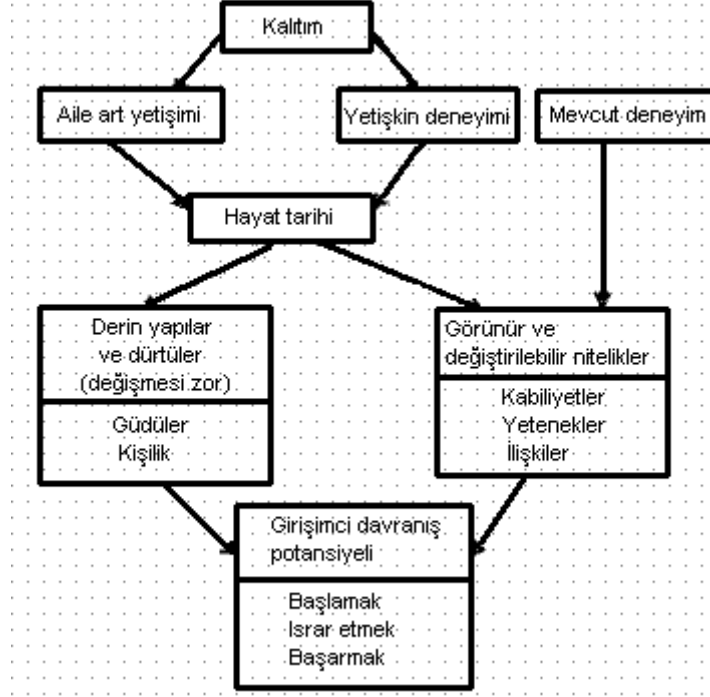 Kalıtım
Aile art yetişimi
Yetişkin deneyimi
Mevcut deneyim
Hayat tarihi
Derin yapılar
ve dürtüler
(değişmesi zor)
Güdüler
Kişilik
Görünür ve
değiştirilebilir nitelikler
Kabiliyetler
Yetenekler
İlişkiler
Girişimci davranış
potansiyeli
Başlamak
Israr etmek
Başarmak